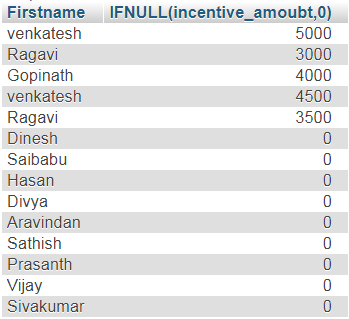 Firstname IFNULL(incentive_amoubt,0)
venkatesh 5000
Ragavi 3000
Gopinath 4000
venkatesh 4500
Ragavi 3500
Dinesh 0
Saibabu 0
Hasan 0
Divya 0
Aravindan 0
Sathish 0
Prasanth 0
Vijay 0
Sivakumar 0